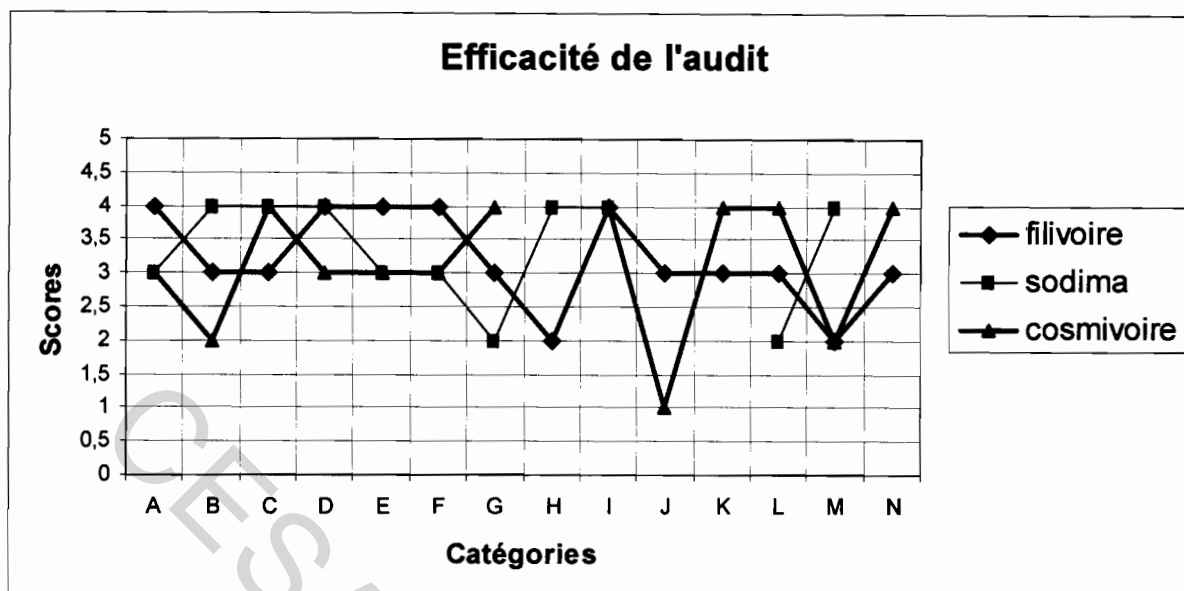 Efficacité de l'audit
Scores
5
4,5
4
3,5
3
2,5
2
1,5
1
0,5
0
A B C D E F G H I J K L M N
Catégories
filivoire
sodima
cosmivoire
CES